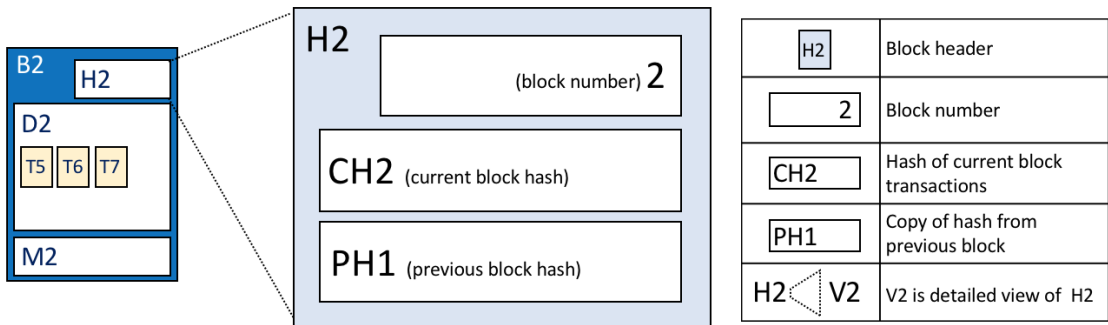 B2
H2
D2
T5 T6 T7
M2
H2
(block number) 2
CH2 (current block hash)
PH1 (previous block hash)
H2 Block header
2 Block number
CH2 Hash of current block
transactions
PH1 Copy of hash from
previous block
H2 V2 V2 is detailed view of H2